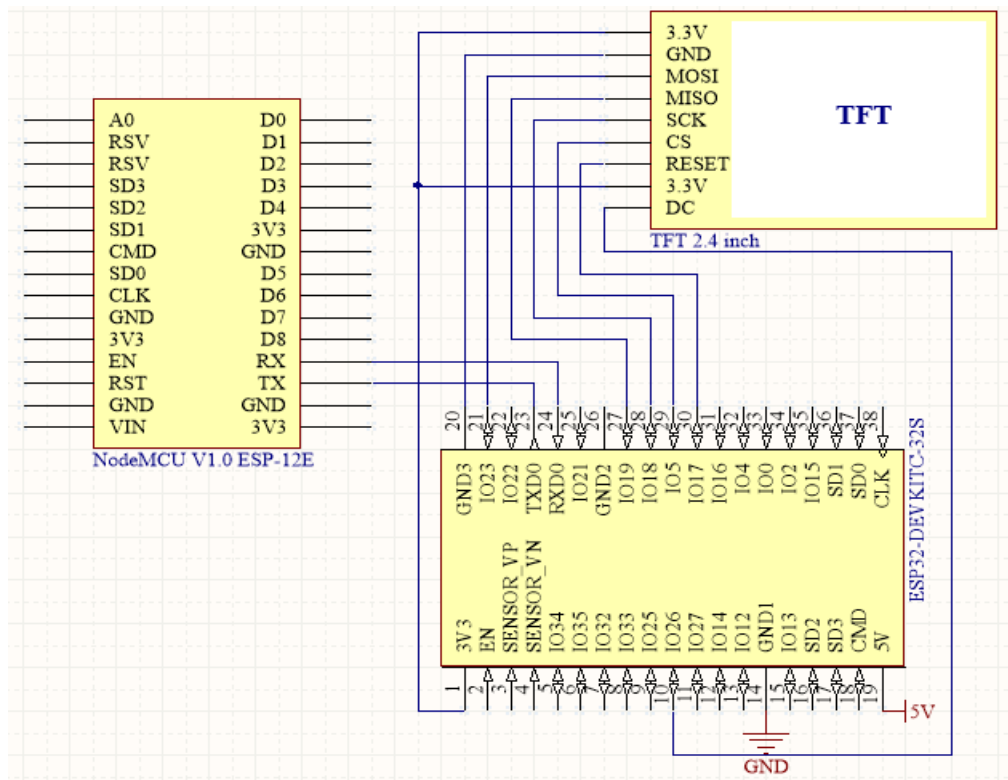 3.3V
GND
MOSI
MISO
SCK
CS
RESET
3.3V
DC
TFT
TFT 2.4 inch
A0 D0
RSV D1
RSV D2
SD3 D3
SD2 D4
SD1 3V3
CMD GND
SD0 D5
CLK D6
GND D7
3V3 D8
EN RX
RST TX
GND GND
VIN 3V3
NodeMCU V1.0 ESP-12E
20 21 22 23 24 25 26 27 28 29 30 31 32 33 34 35 36 37 38
GND3 IO23 IO22 TXD0 RXD0 IO21 GND2 IO19 IO18 IO5 IO17 IO16 IO4 IO0 IO2 IO15 SD1 SD0 CLK
ESP32-DEVKITC-32S
3V3 EN SENSOR_VP SENSOR_VN IO34 IO35 IO32 IO33 IO25 IO26 IO27 IO14 IO12 GND1 IO13 SD2 SD3 CMD 5V
1 2 3 4 5 6 7 8 9 10 11 12 13 14 15 16 17 18 19
5V
GND